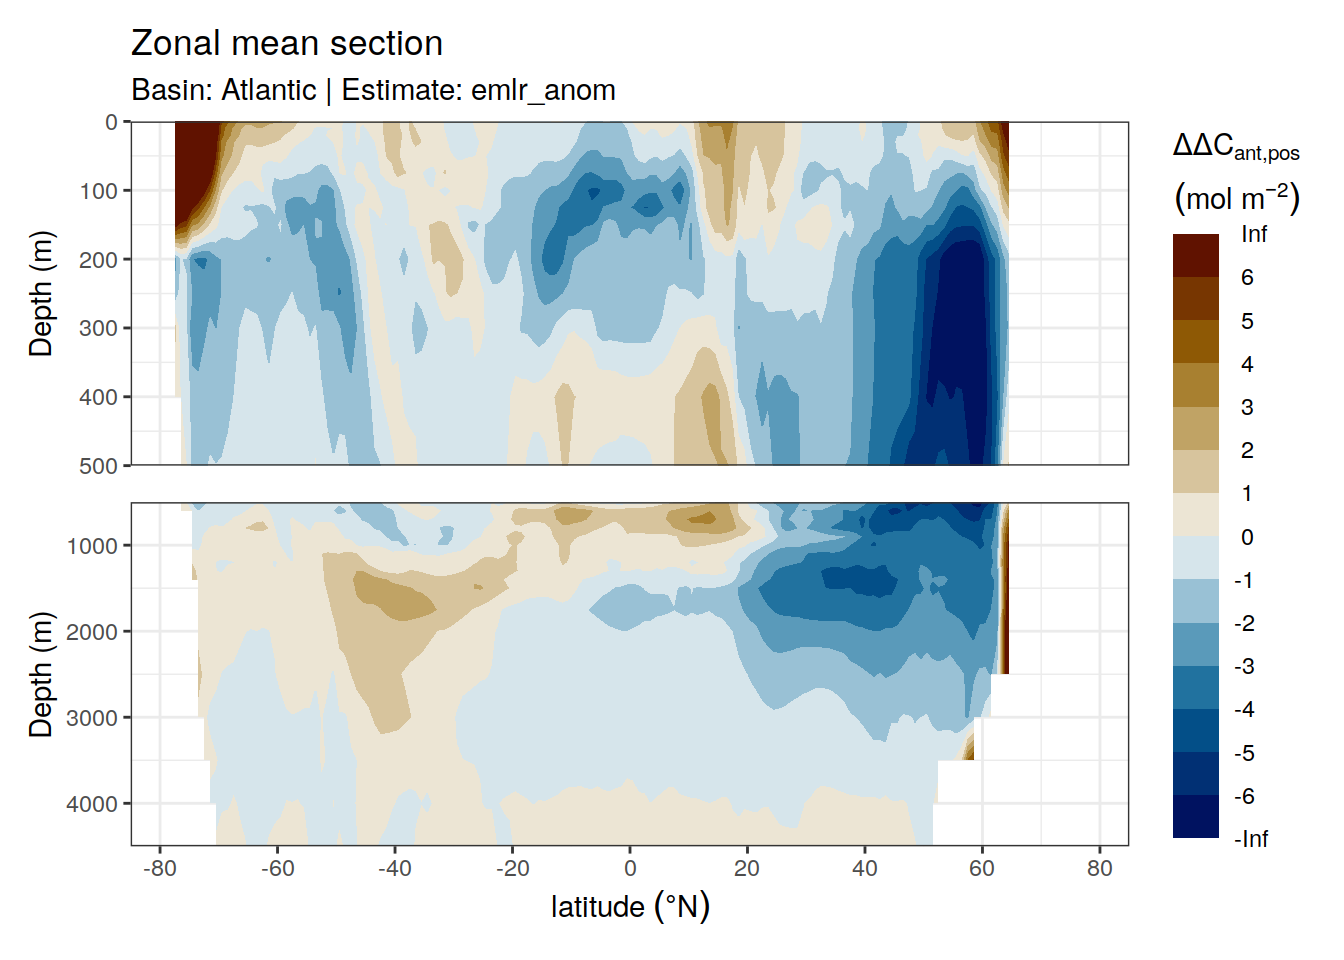 Zonal mean section
Basin: Atlantic | Estimate: emlr_anom
ΔΔCant,pos
(mol m−2)
Inf
6
5
4
3
2
1
0
-1
-2
-3
-4
-5
-6
-Inf
Depth (m)
0
100
200
300
400
500
Depth (m)
1000
2000
3000
4000
-80 -60 -40 -20 0 20 40 60 80
latitude (°N)